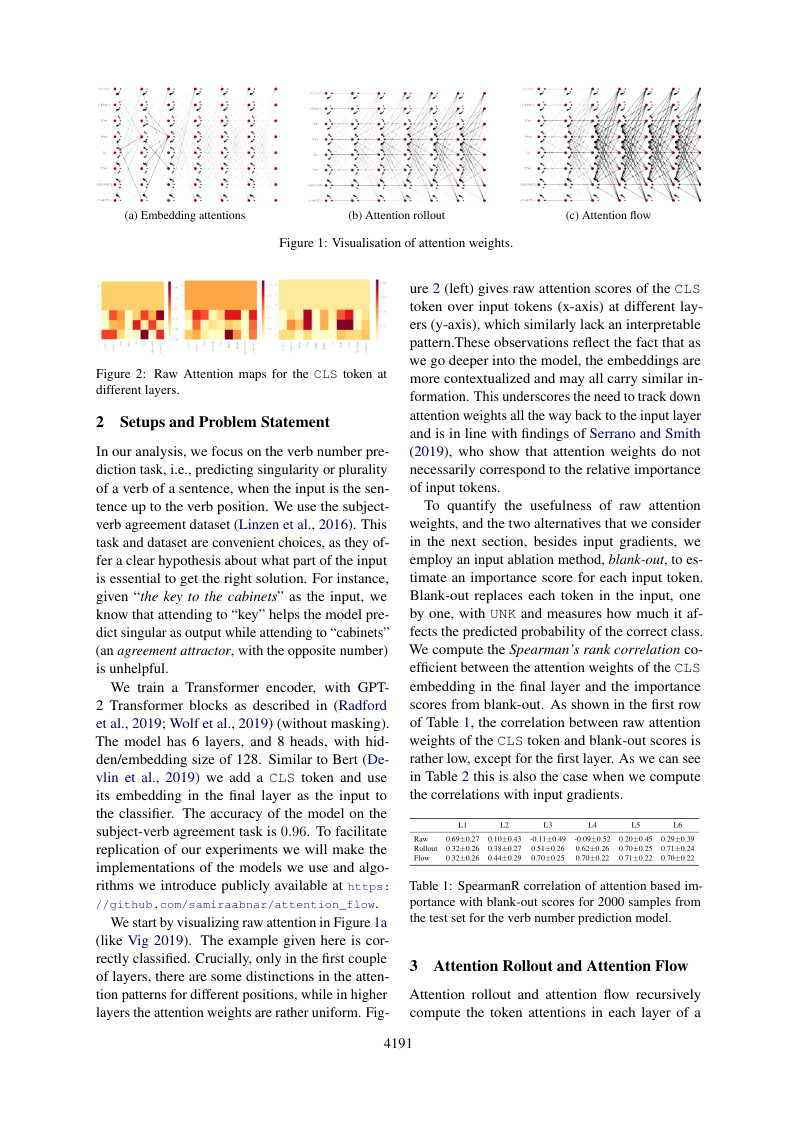 (a) Embedding attentions
(b) Attention rollout
(c) Attention flow
Figure 1: Visualisation of attention weights.
Figure 2: Raw Attention maps for the CLS token at
different layers.
2 Setups and Problem Statement
In our analysis, we focus on the verb number pre-
diction task, i.e., predicting singularity or plurality
of a verb of a sentence, when the input is the sen-
tence up to the verb position. We use the subject-
verb agreement dataset (Linzen et al., 2016). This
task and dataset are convenient choices, as they of-
fer a clear hypothesis about what part of the input
is essential to get the right solution. For instance,
given “the key to the cabinets” as the input, we
know that attending to “key” helps the model pre-
dict singular as output while attending to “cabinets”
(an agreement attractor, with the opposite number)
is unhelpful.
We train a Transformer encoder, with GPT-
2 Transformer blocks as described in (Radford
et al., 2019; Wolf et al., 2019) (without masking).
The model has 6 layers, and 8 heads, with hid-
den/embedding size of 128. Similar to Bert (De-
vlin et al., 2019) we add a CLS token and use
its embedding in the final layer as the input to
the classifier. The accuracy of the model on the
subject-verb agreement task is 0.96. To facilitate
replication of our experiments we will make the
implementations of the models we use and algo-
rithms we introduce publicly available at https:
//github.com/samiraabnar/attention_flow.
We start by visualizing raw attention in Figure 1a
(like Vig 2019). The example given here is cor-
rectly classified. Crucially, only in the first couple
of layers, there are some distinctions in the atten-
tion patterns for different positions, while in higher
layers the attention weights are rather uniform. Fig-
ure 2 (left) gives raw attention scores of the CLS
token over input tokens (x-axis) at different lay-
ers (y-axis), which similarly lack an interpretable
pattern.These observations reflect the fact that as
we go deeper into the model, the embeddings are
more contextualized and may all carry similar in-
formation. This underscores the need to track down
attention weights all the way back to the input layer
and is in line with findings of Serrano and Smith
(2019), who show that attention weights do not
necessarily correspond to the relative importance
of input tokens.
To quantify the usefulness of raw attention
weights, and the two alternatives that we consider
in the next section, besides input gradients, we
employ an input ablation method, blank-out, to es-
timate an importance score for each input token.
Blank-out replaces each token in the input, one
by one, with UNK and measures how much it af-
fects the predicted probability of the correct class.
We compute the Spearman’s rank correlation co-
efficient between the attention weights of the CLS
embedding in the final layer and the importance
scores from blank-out. As shown in the first row
of Table 1, the correlation between raw attention
weights of the CLS token and blank-out scores is
rather low, except for the first layer. As we can see
in Table 2 this is also the case when we compute
the correlations with input gradients.
L1 L2 L3 L4 L5 L6
Raw 0.69±0.27 0.10±0.43 -0.11±0.49 -0.09±0.52 0.20±0.45 0.29±0.39
Rollout 0.32±0.26 0.38±0.27 0.51±0.26 0.62±0.26 0.70±0.25 0.71±0.24
Flow 0.32±0.26 0.44±0.29 0.70±0.25 0.70±0.22 0.71±0.22 0.70±0.22
Table 1: SpearmanR correlation of attention based im-
portance with blank-out scores for 2000 samples from
the test set for the verb number prediction model.
3 Attention Rollout and Attention Flow
Attention rollout and attention flow recursively
compute the token attentions in each layer of a
4191